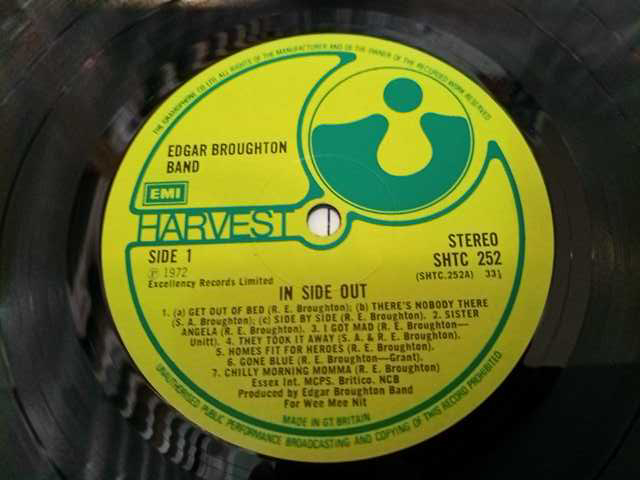 THE GRAMOPHONE CO. LTD. ALL RIGHTS OF THE MANUFACTURER AND OF THE OWNER OF THE RECORDED WORK RESERVED.
EDGAR BROUGHTON
BAND
EMI
HARVEST
SIDE 1
℗ 1972
Excellency Records Limited
STEREO
SHTC 252
(SHTC.252A) 33⅓
IN SIDE OUT
1. (a) GET OUT OF BED (R. E. Broughton); (b) THERE'S NOBODY THERE
(S. A. Broughton); (c) SIDE BY SIDE (R. E. Broughton). 2. SISTER
ANGELA (R. E. Broughton). 3. I GOT MAD (R. E. Broughton—
Unitt). 4. THEY TOOK IT AWAY (S. A. & R. E. Broughton).
5. HOMES FIT FOR HEROES (R. E. Broughton).
6. GONE BLUE (R. E. Broughton—Grant).
7. CHILLY MORNING MOMMA (R. E. Broughton)
Essex Int. MCPS. Britico. NCB
Produced by Edgar Broughton Band
For Wee Mee Nit
MADE IN GT. BRITAIN
UNAUTHORISED PUBLIC PERFORMANCE BROADCASTING AND COPYING OF THIS RECORD PROHIBITED